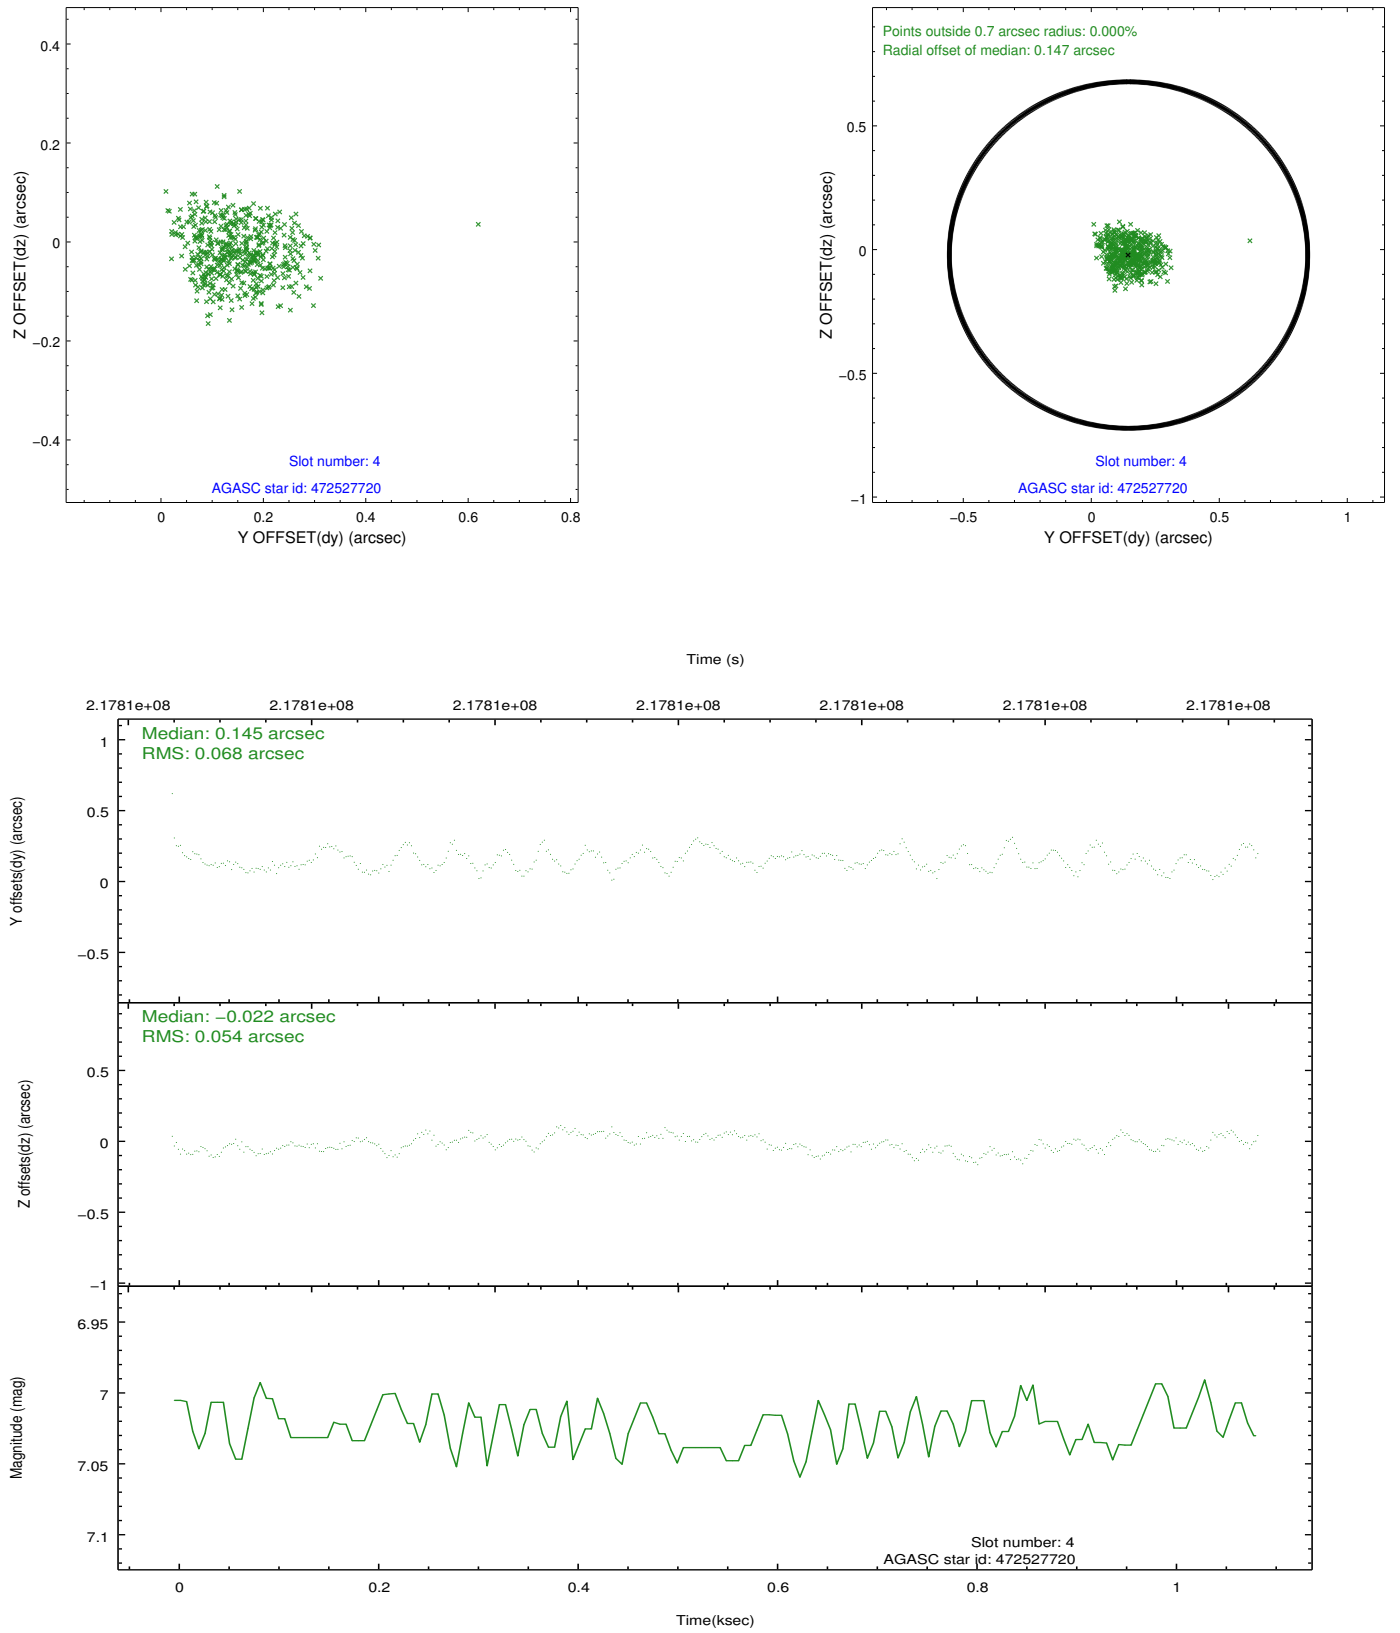 0.4
0.2
0
−0.2
−0.4
Z OFFSET(dz) (arcsec)
Slot number: 4
AGASC star id: 472527720
0
0.2
0.4
0.6
0.8
Y OFFSET(dy) (arcsec)
Points outside 0.7 arcsec radius: 0.000%
Radial offset of median: 0.147 arcsec
0.5
0
−0.5
−1
Z OFFSET(dz) (arcsec)
Slot number: 4
AGASC star id: 472527720
−0.5
0
0.5
1
Y OFFSET(dy) (arcsec)
Time (s)
2.1781e+08 2.1781e+08 2.1781e+08 2.1781e+08 2.1781e+08 2.1781e+08 2.1781e+08
Median: 0.145 arcsec
RMS: 0.068 arcsec
1
0.5
0
−0.5
Y offsets(dy) (arcsec)
Median: −0.022 arcsec
RMS: 0.054 arcsec
0.5
0
−0.5
−1
Z offsets(dz) (arcsec)
6.95
7
7.05
7.1
Magnitude (mag)
Slot number: 4
AGASC star id: 472527720
0 0.2 0.4 0.6 0.8 1
Time(ksec)